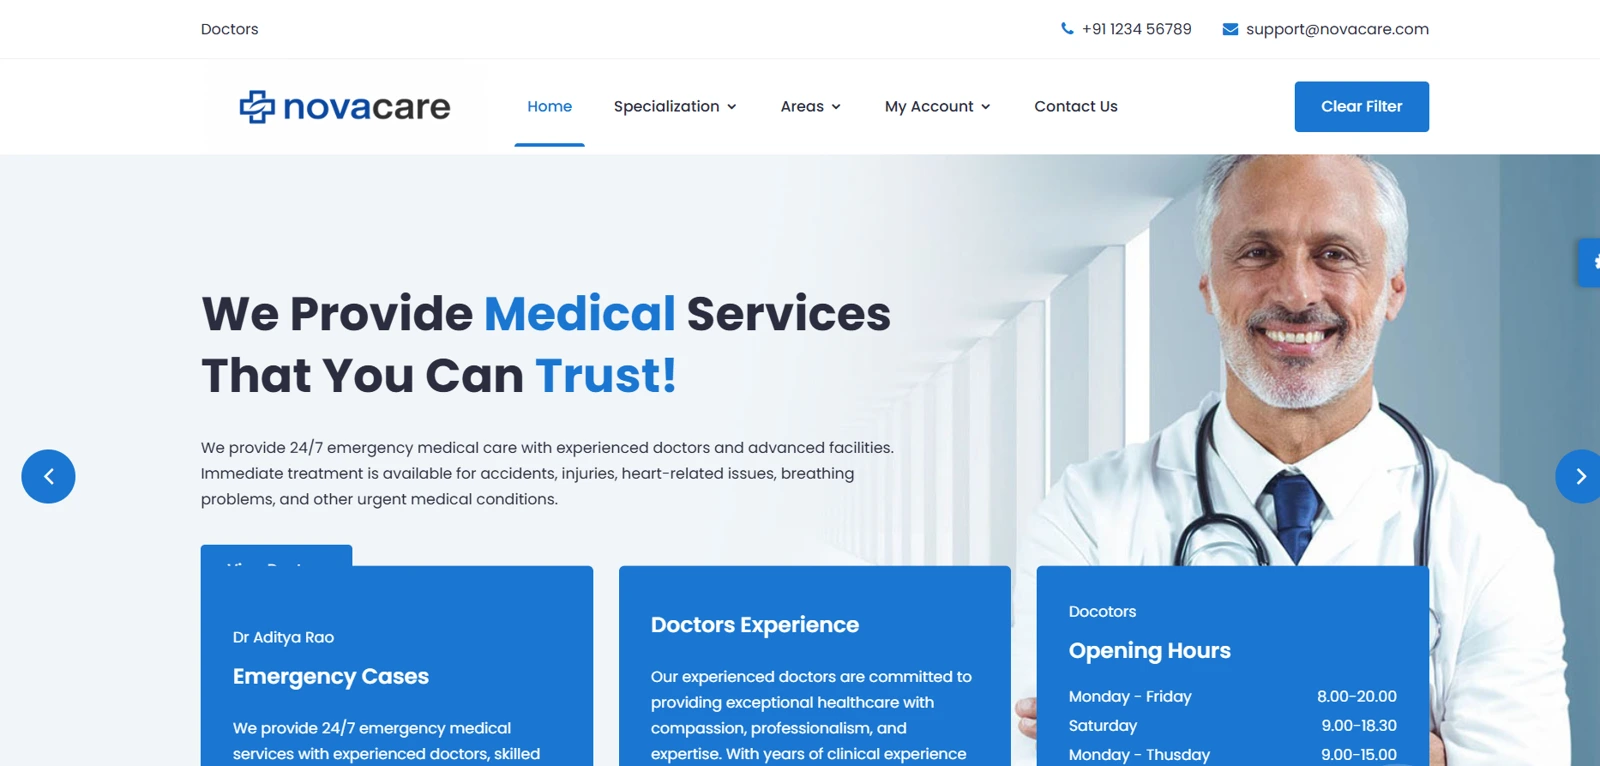 Doctors
+91 1234 56789
support@novacare.com
novacare
Home
Specialization
Areas
My Account
Contact Us
Clear Filter
We Provide Medical Services
That You Can Trust!
We provide 24/7 emergency medical care with experienced doctors and advanced facilities.
Immediate treatment is available for accidents, injuries, heart-related issues, breathing
problems, and other urgent medical conditions.
Dr Aditya Rao
Emergency Cases
We provide 24/7 emergency medical
services with experienced doctors, skilled
Doctors Experience
Our experienced doctors are committed to
providing exceptional healthcare with
compassion, professionalism, and
expertise. With years of clinical experience
Docotors
Opening Hours
Monday - Friday 8.00-20.00
Saturday 9.00-18.30
Monday - Thusday 9.00-15.00